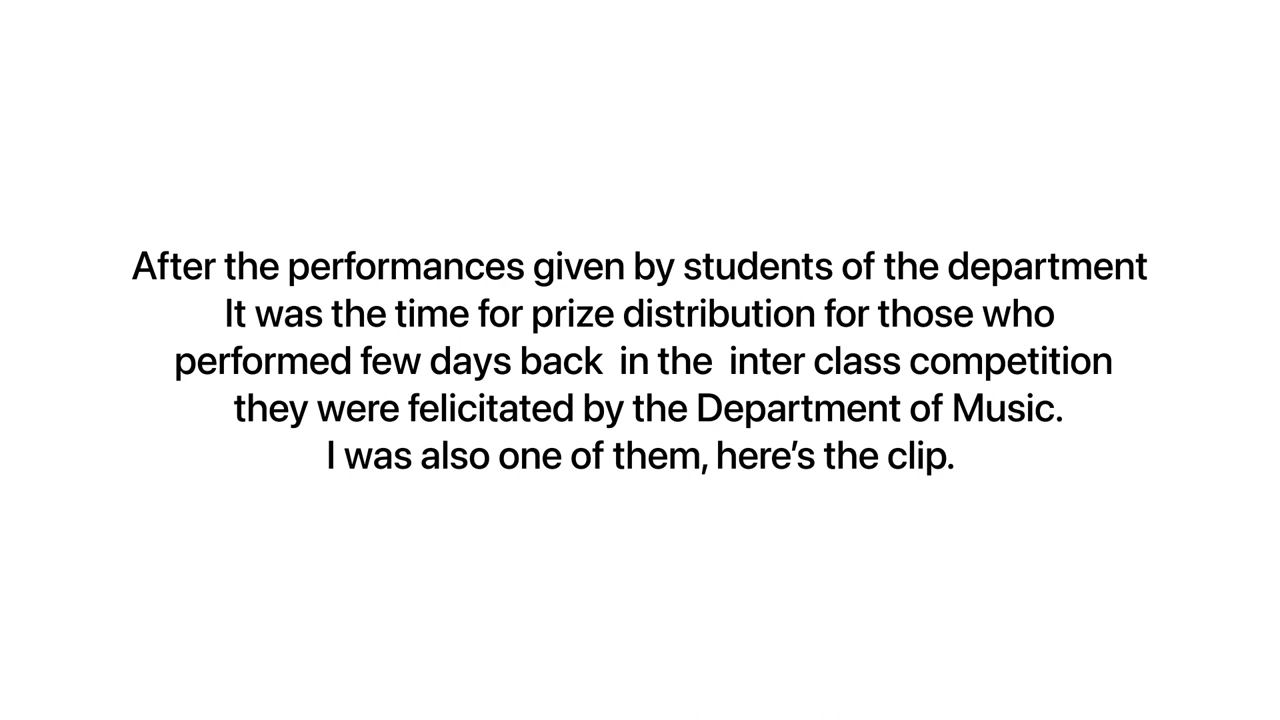 After the performances given by students of the department
It was the time for prize distribution for those who
performed few days back  in the  inter class competition
they were felicitated by the Department of Music.
I was also one of them, here’s the clip.